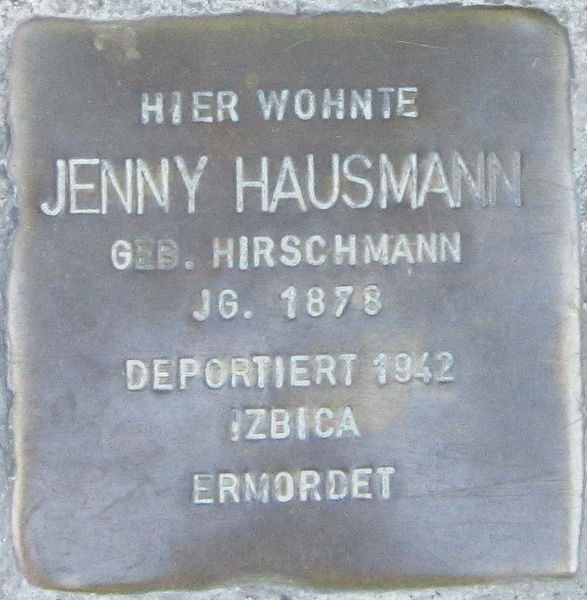 HIER WOHNTE
JENNY HAUSMANN
GEB. HIRSCHMANN
JG. 1878
DEPORTIERT 1942
IZBICA
ERMORDET